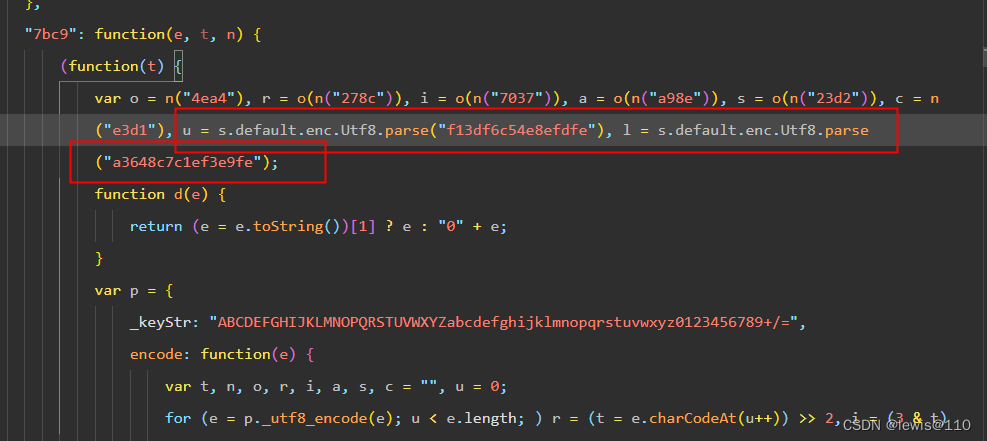 },
"7bc9": function(e, t, n) {
(function(t) {
var o = n("4ea4"), r = o(n("278c")), i = o(n("7037")), a = o(n("a98e")), s = o(n("23d2")), c = n
("e3d1"), u = s.default.enc.Utf8.parse("f13df6c54e8efdfe"), l = s.default.enc.Utf8.parse
("a3648c7c1ef3e9fe");
function d(e) {
return (e = e.toString())[1] ? e : "0" + e;
}
var p = {
_keyStr: "ABCDEFGHIJKLMNOPQRSTUVWXYZabcdefghijklmnopqrstuvwxyz0123456789+/=",
encode: function(e) {
var t, n, o, r, i, a, s, c = "", u = 0;
for (e = p._utf8_encode(e); u < e.length; ) r = (t = e.charCodeAt(u++)) >> 2, i = (3 & t)
CSDN @lewis@110